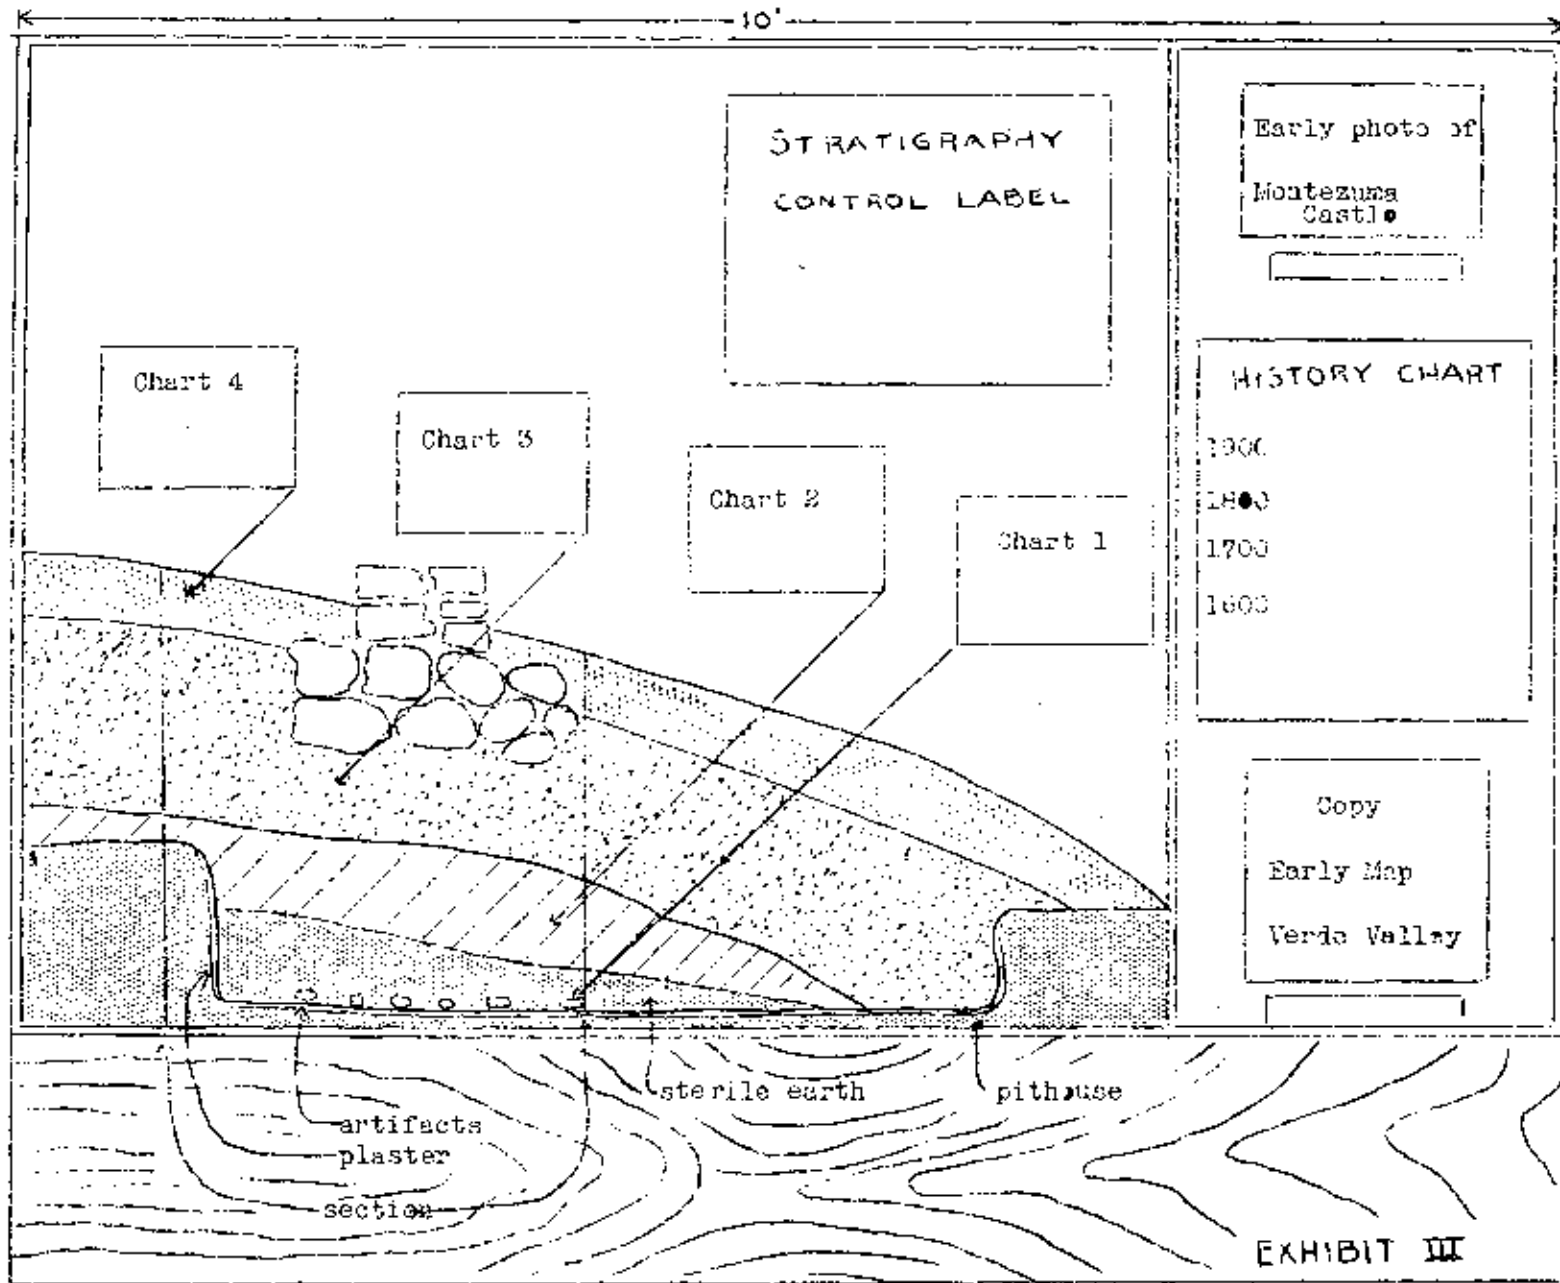 10'
STRATIGRAPHY
CONTROL LABEL
Early photo of
Montezuma
Castle
Chart 4
Chart 3
Chart 2
Chart 1
HISTORY CHART
1900
1800
1700
1600
Copy
Early Map
Verde Valley
sterile earth
pithouse
artifacts
plaster
section
EXHIBIT III